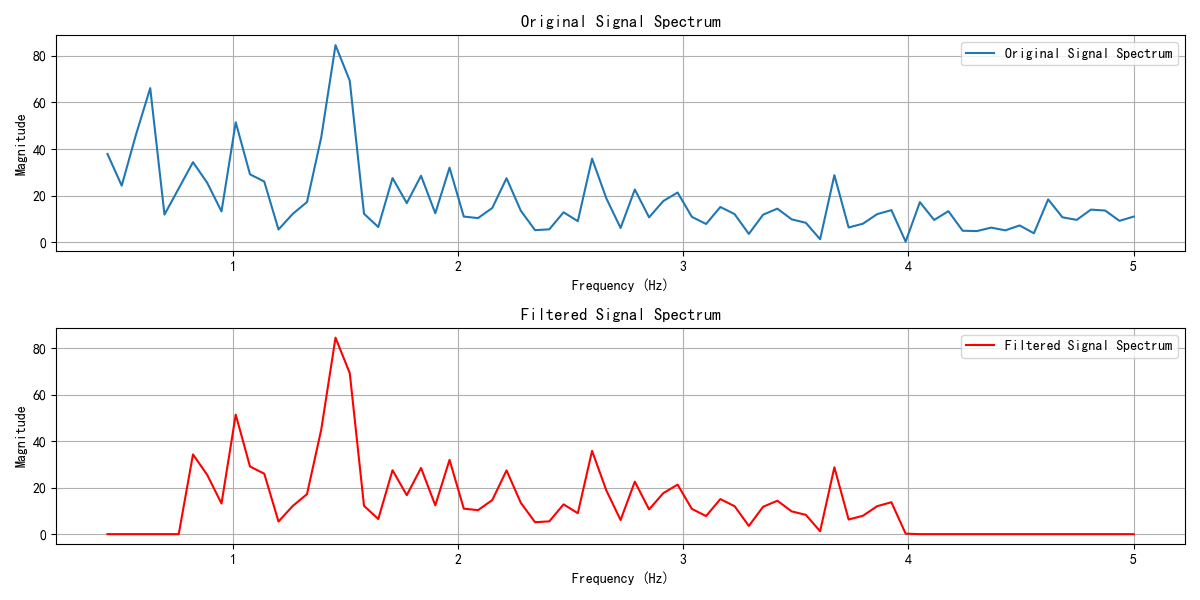 Original Signal Spectrum
Original Signal Spectrum
Magnitude
80
60
40
20
0
1 2 3 4 5
Frequency (Hz)
Filtered Signal Spectrum
Filtered Signal Spectrum
Magnitude
80
60
40
20
0
1 2 3 4 5
Frequency (Hz)